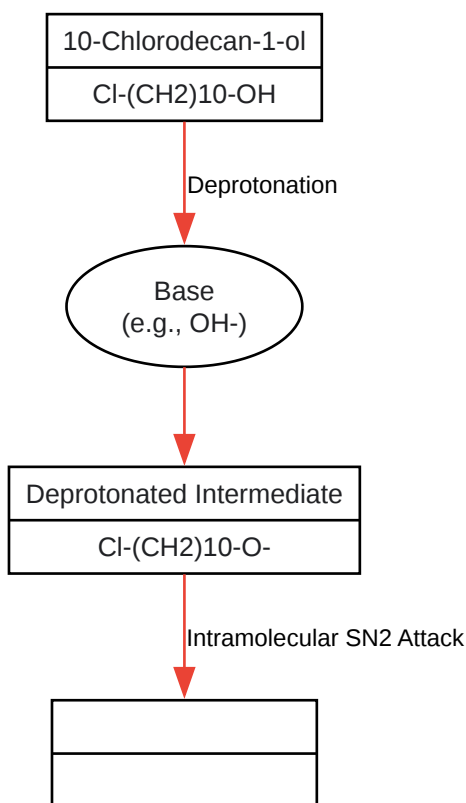 10-Chlorodecan-1-ol
Cl-(CH2)10-OH
Deprotonation
Base
(e.g., OH-)
Deprotonated Intermediate
Cl-(CH2)10-O-
Intramolecular SN2 Attack